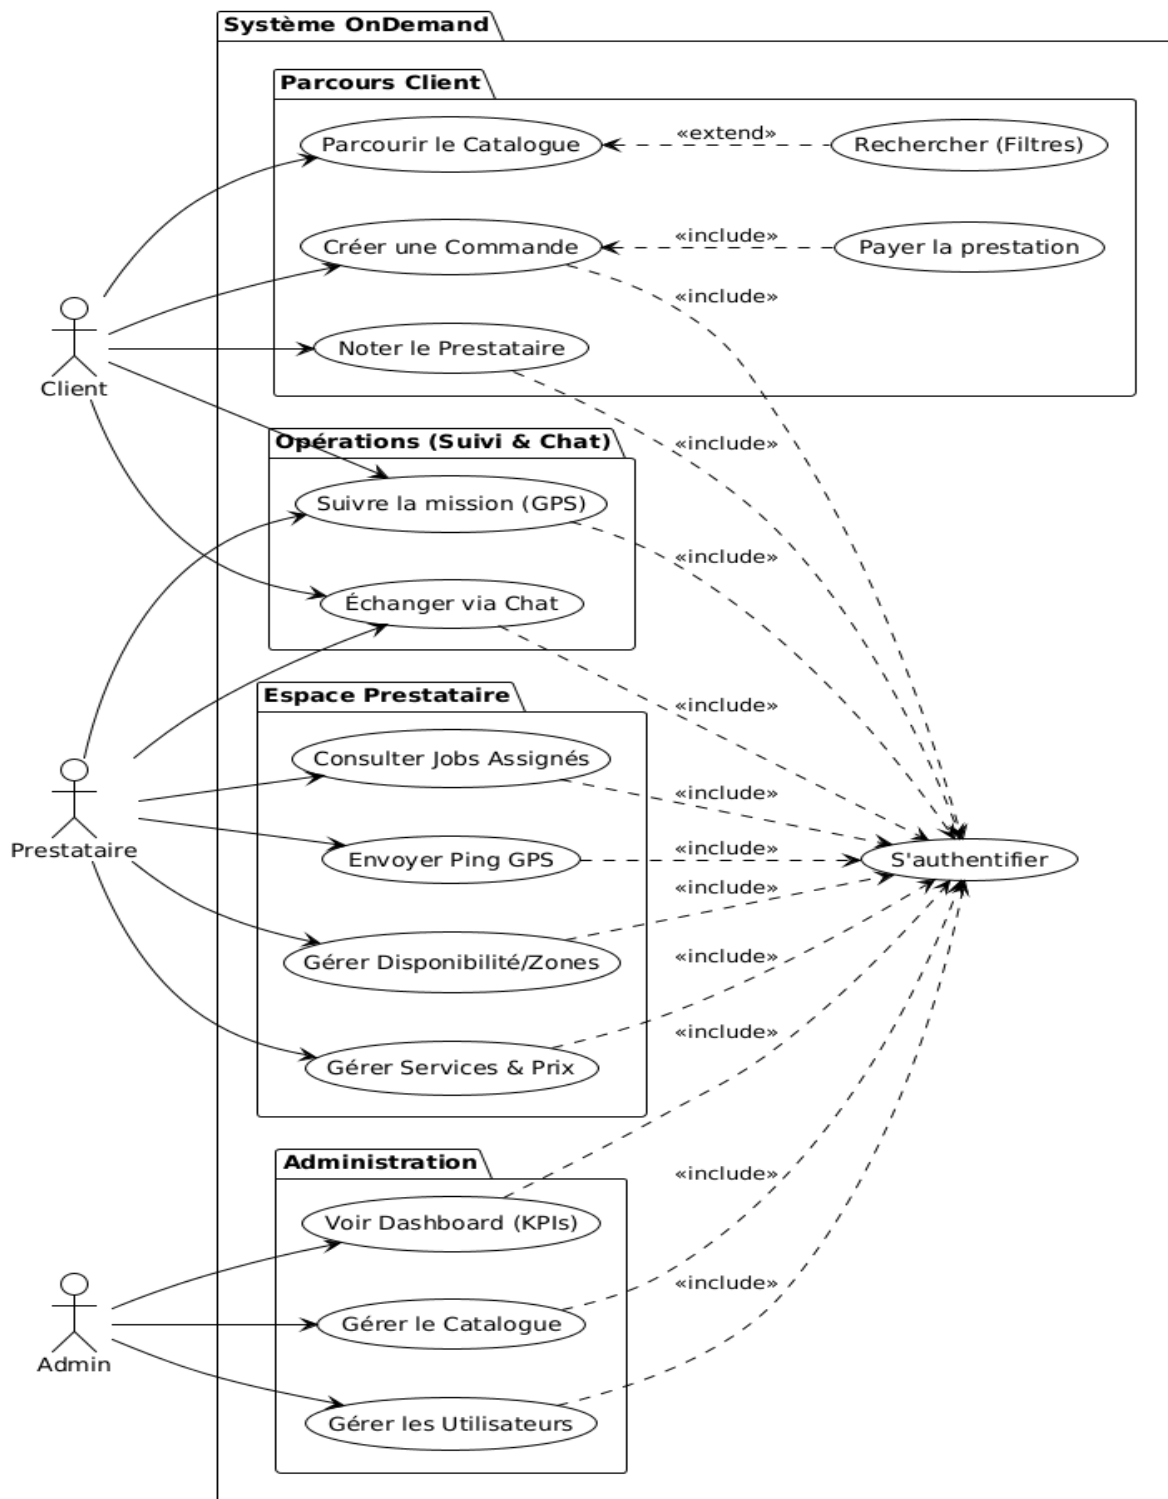 Système OnDemand
Parcours Client
Parcourir le Catalogue
«extend»
Rechercher (Filtres)
Créer une Commande
«include»
Payer la prestation
«include»
Noter le Prestataire
Client
«include»
Opérations (Suivi & Chat)
Suivre la mission (GPS)
«include»
Échanger via Chat
«include»
Espace Prestataire
Consulter Jobs Assignés
«include»
Prestataire
Envoyer Ping GPS
«include»
S'authentifier
«include»
Gérer Disponibilité/Zones
«include»
Gérer Services & Prix
«include»
Administration
«include»
Voir Dashboard (KPIs)
«include»
Gérer le Catalogue
Admin
Gérer les Utilisateurs